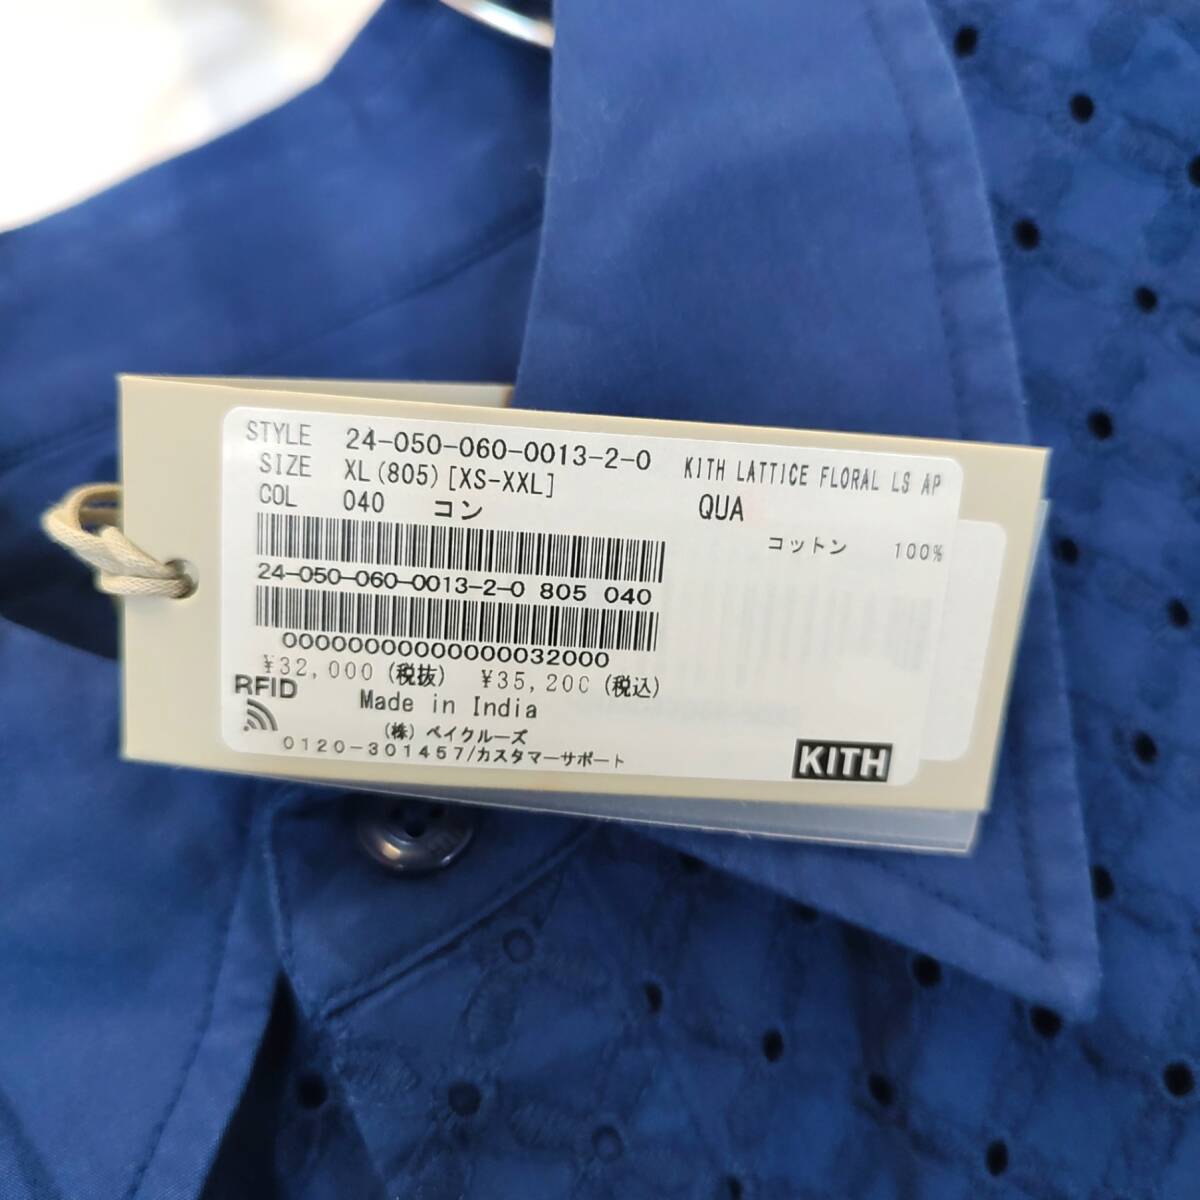 STYLE 24-050-060-0013-2-0 KITH LATTICE FLORAL LS AP
SIZE XL(805)[XS-XXL] QUA
COL 040 コン
コットン 100%
24-050-060-0013-2-0 805 040
00000000000000032000
¥32,000(税抜) ¥35,200(税込)
RFID
Made in India
(株)ベイクルーズ
0120-301457/カスタマーサポート
KITH